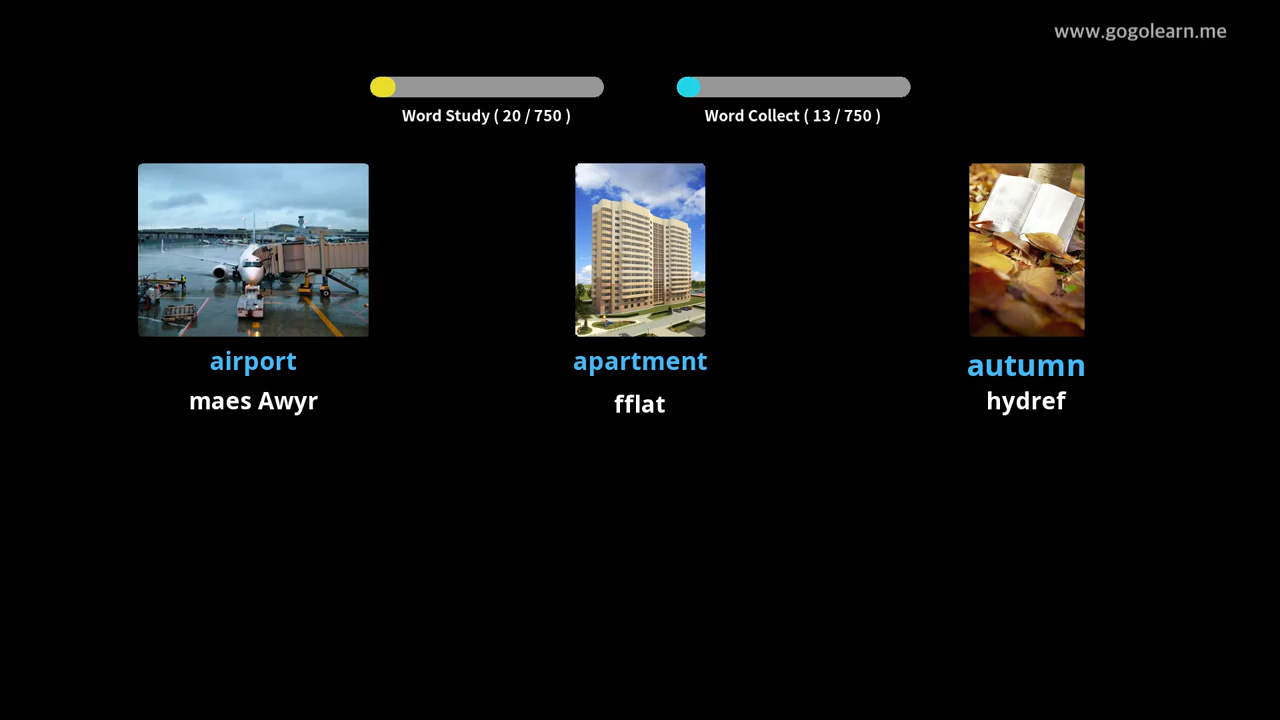 www.gogolearn.me
Word Study ( 20 / 750 )
Word Collect ( 13 / 750 )
airport
apartment
autumn
maes Awyr
fflat
hydref